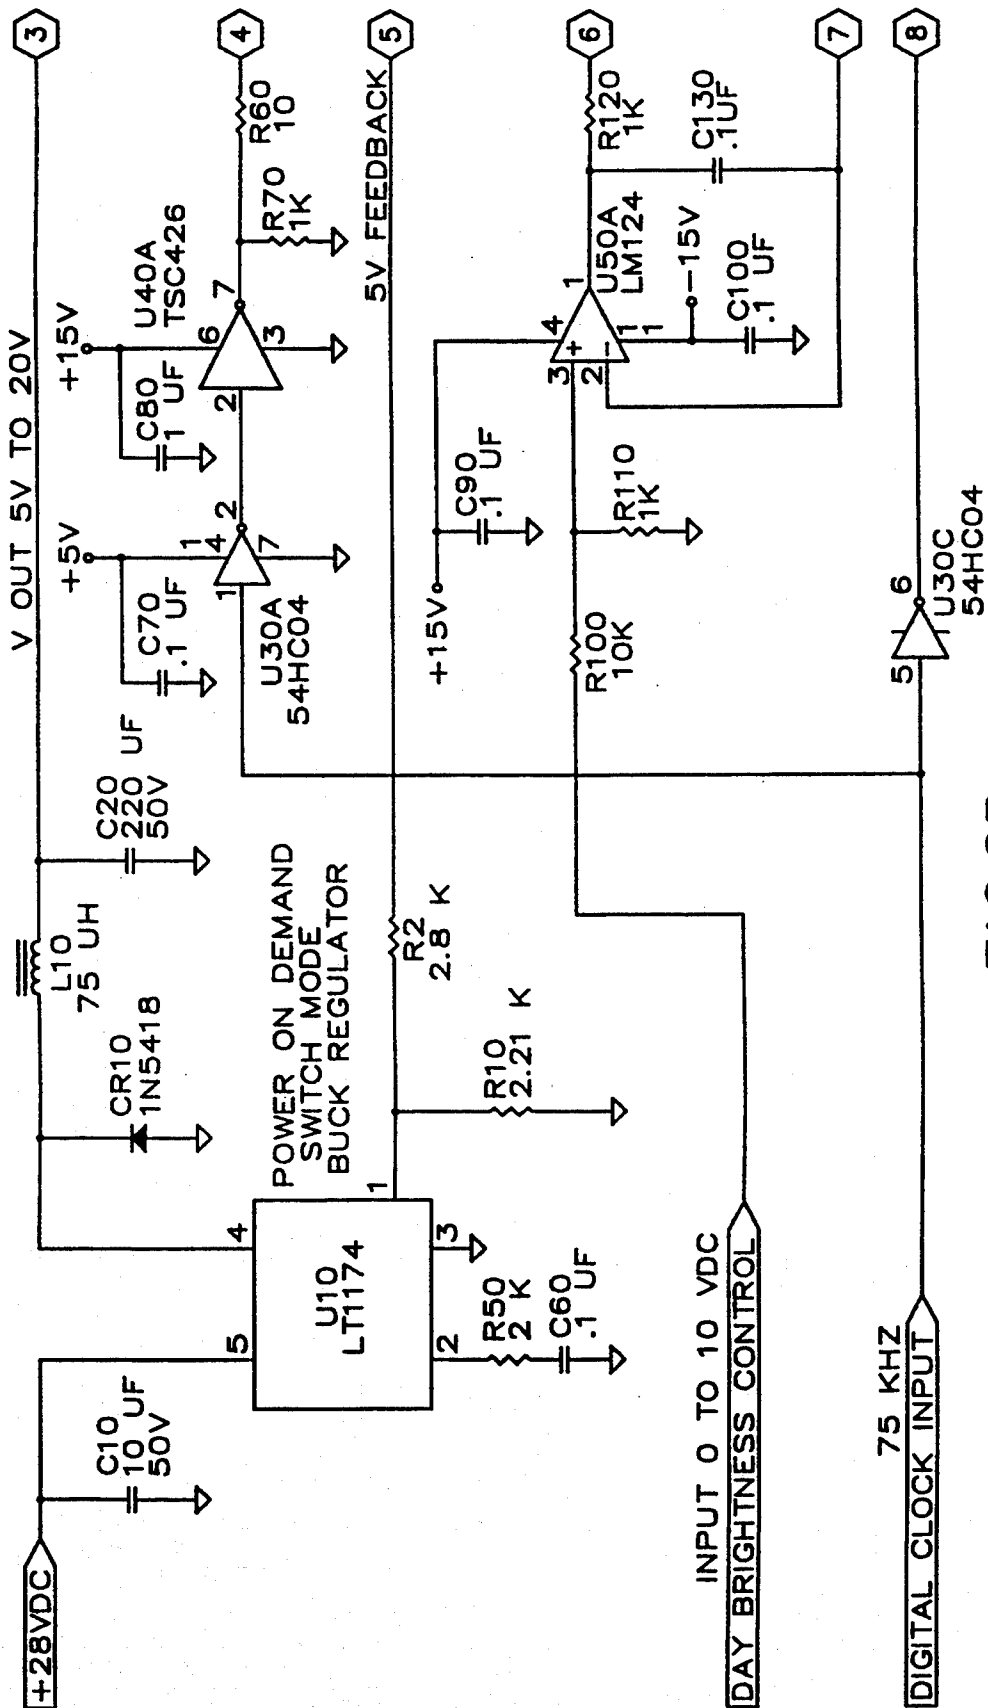 +28VDC
C10
10 UF
50V
5
4
U10
LT1174
2
3
1
R50
2 K
C60
.1 UF
POWER ON DEMAND
SWITCH MODE
BUCK REGULATOR
CR10
1N5418
L10
75 UH
C20
220 UF
50V
V OUT 5V TO 20V
3
R10
2.21 K
R2
2.8 K
5V FEEDBACK
5
+5V
C70
.1 UF
1
4
1
2
7
U30A
54HC04
+15V
C80
1 UF
6
2
7
3
U40A
TSC426
R70
1K
R60
10
4
INPUT 0 TO 10 VDC
DAY BRIGHTNESS CONTROL
R100
10K
R110
1K
+15V
C90
.1 UF
3
+
2
-
4
1
1
1
U50A
LM124
-15V
C100
.1 UF
R120
1K
C130
.1UF
6
7
75 KHZ
DIGITAL CLOCK INPUT
5
6
U30C
54HC04
8